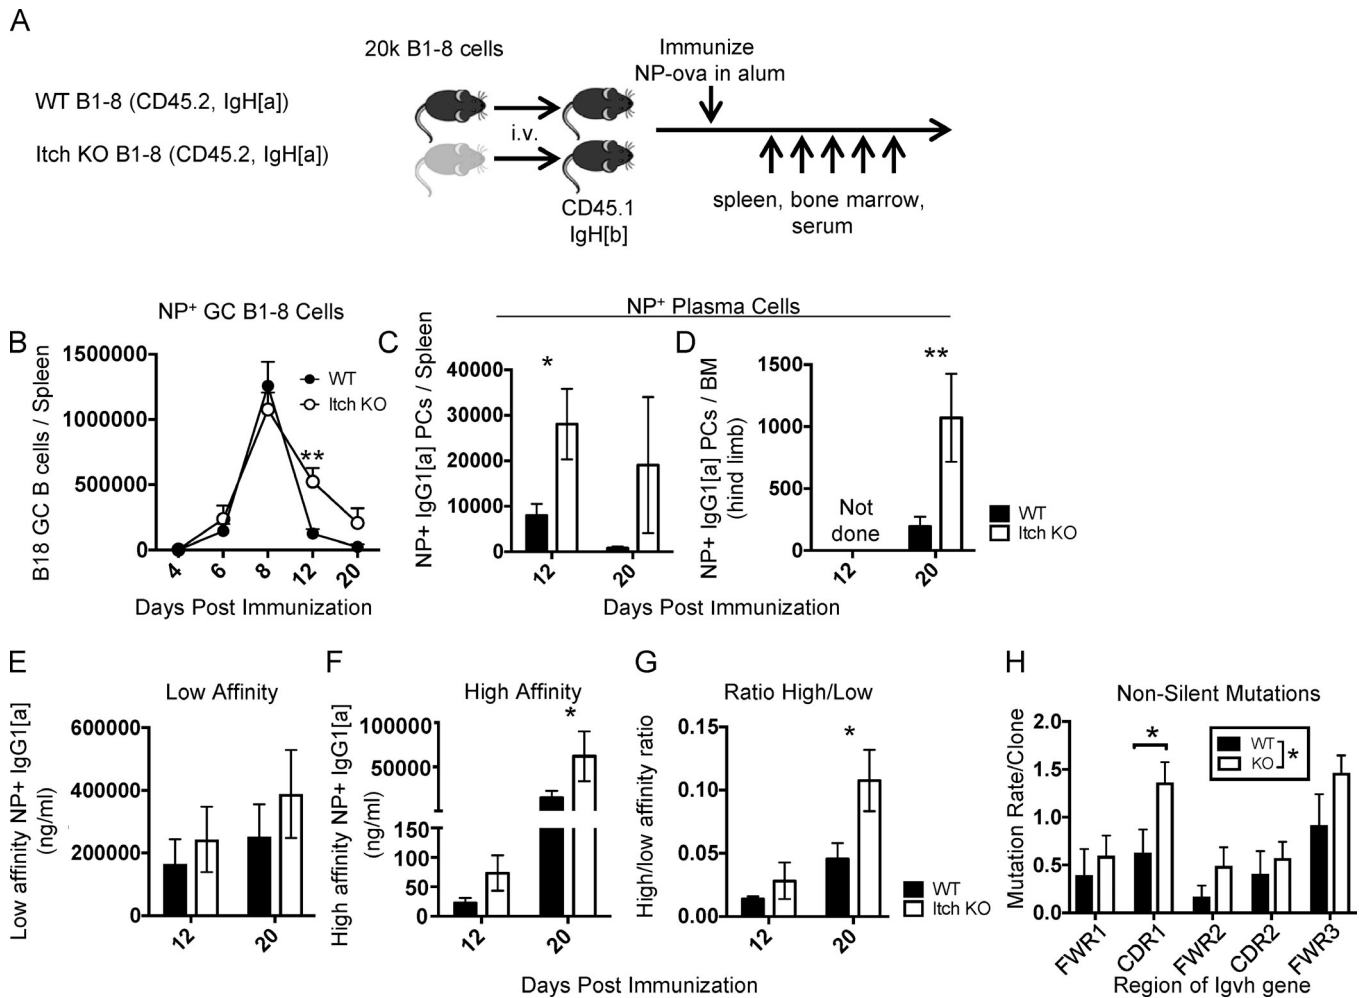 A
20k B1-8 cells
Immunize
NP-ova in alum
WT B1-8 (CD45.2, IgH[a])
i.v.
Itch KO B1-8 (CD45.2, IgH[a])
CD45.1
IgH[b]
spleen, bone marrow,
serum
B
NP+ GC B1-8 Cells
B18 GC B cells / Spleen
1500000
1000000
500000
0
WT
Itch KO
**
4
6
8
12
20
Days Post Immunization
NP+ Plasma Cells
C
NP+ IgG1[a] PCs / Spleen
40000
30000
20000
10000
0
*
12
20
D
NP+ IgG1[a] PCs / BM
(hind limb)
1500
1000
500
0
**
Not
done
12
20
WT
Itch KO
Days Post Immunization
E
Low Affinity
Low affinity NP+ IgG1[a]
(ng/ml)
600000
400000
200000
0
12
20
F
High Affinity
High affinity NP+ IgG1[a]
(ng/ml)
100000
50000
150
100
50
0
*
12
20
G
Ratio High/Low
High/low affinity ratio
0.15
0.10
0.05
0.00
*
12
20
WT
Itch KO
Days Post Immunization
H
Non-Silent Mutations
Mutation Rate/Clone
2.0
1.5
1.0
0.5
0.0
*
WT
KO
*
FWR1
CDR1
FWR2
CDR2
FWR3
Region of Igvh gene